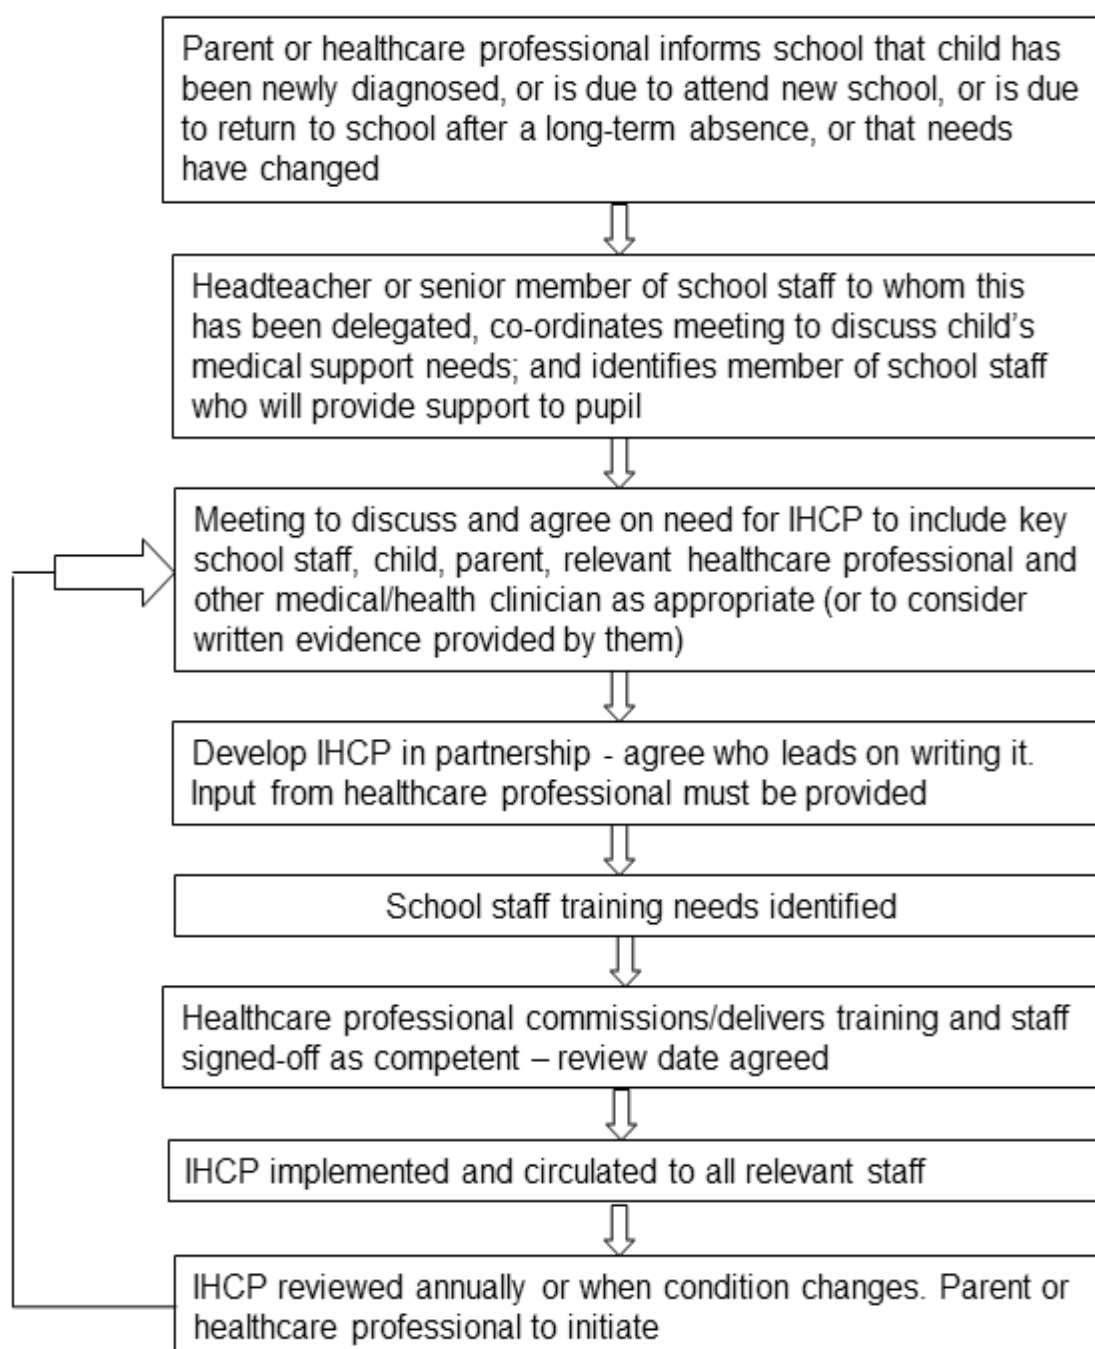 Parent or healthcare professional informs school that child has
been newly diagnosed, or is due to attend new school, or is due
to return to school after a long-term absence, or that needs
have changed
Headteacher or senior member of school staff to whom this
has been delegated, co-ordinates meeting to discuss child's
medical support needs; and identifies member of school staff
who will provide support to pupil
Meeting to discuss and agree on need for IHCP to include key
school staff, child, parent, relevant healthcare professional and
other medical/health clinician as appropriate (or to consider
written evidence provided by them)
Develop IHCP in partnership - agree who leads on writing it.
Input from healthcare professional must be provided
School staff training needs identified
Healthcare professional commissions/delivers training and staff
signed-off as competent – review date agreed
IHCP implemented and circulated to all relevant staff
IHCP reviewed annually or when condition changes. Parent or
healthcare professional to initiate